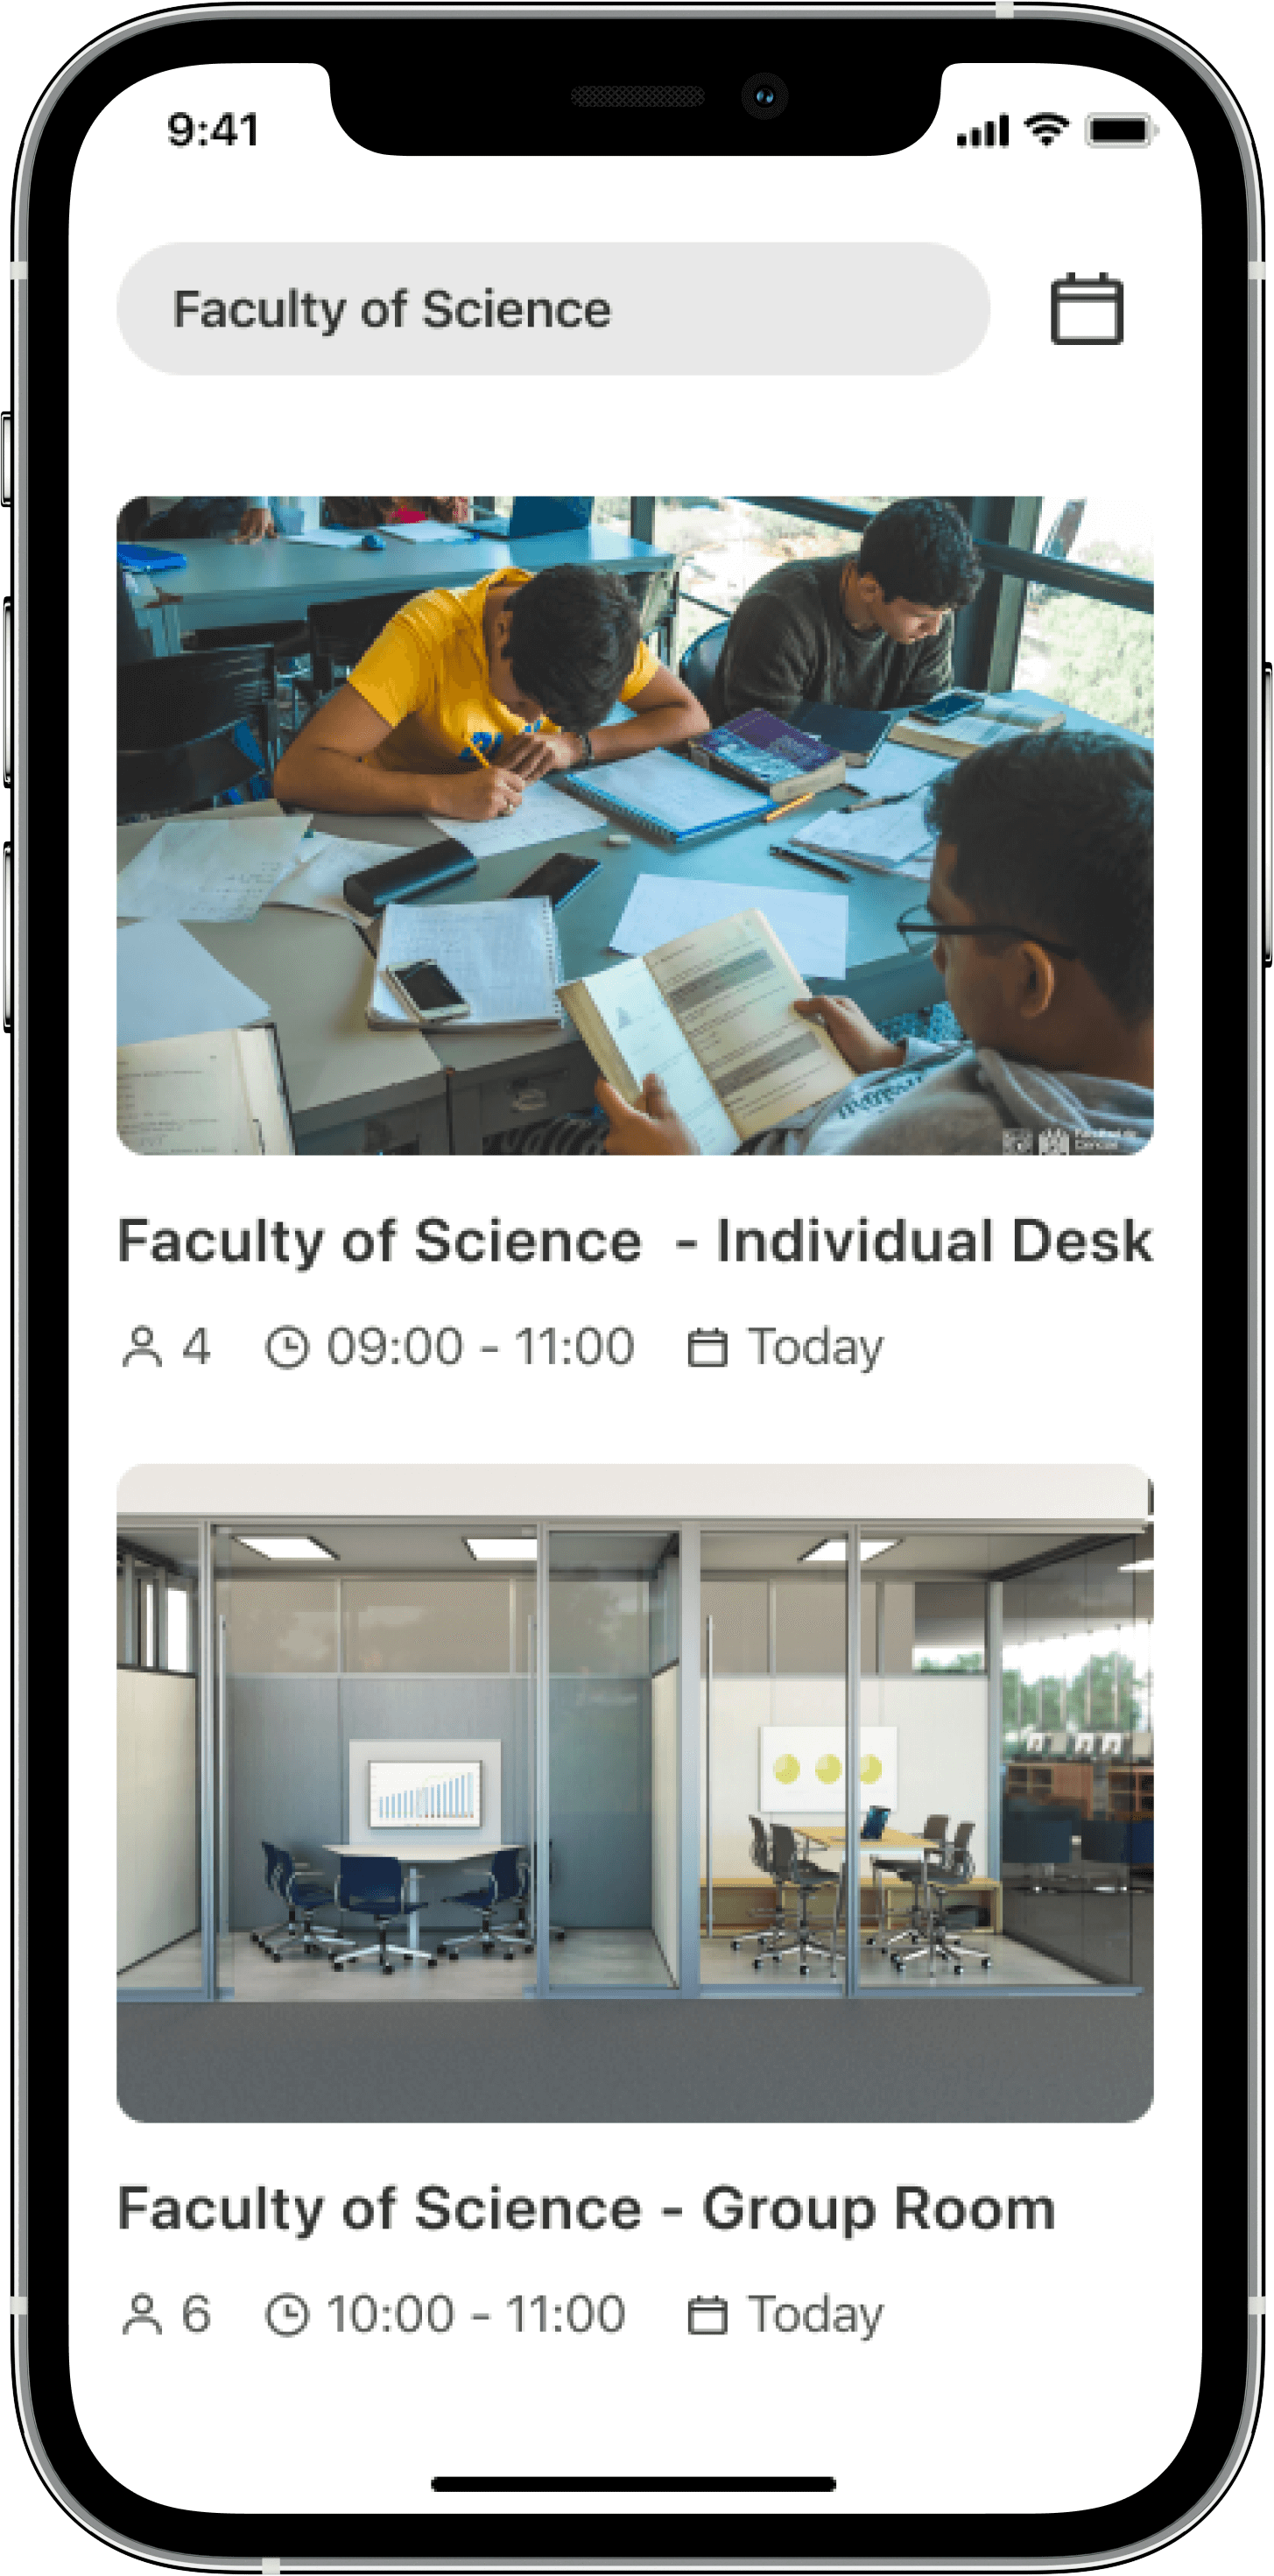 9:41
Faculty of Science
Faculty of Science  - Individual Desk
4 09:00 - 11:00 Today
Faculty of Science - Group Room
6 10:00 - 11:00 Today